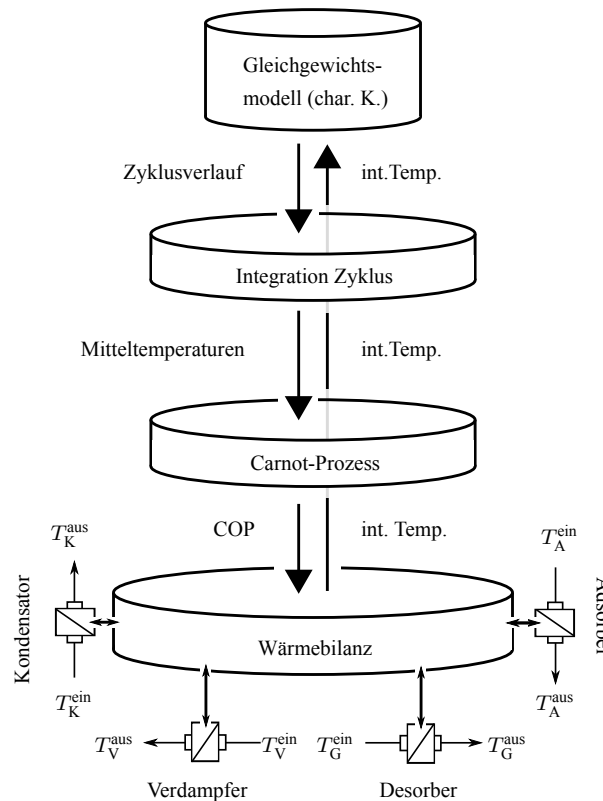 Gleichgewichts-
modell (char. K.)
Zyklusverlauf
int.Temp.
Integration Zyklus
Mitteltemperaturen
int.Temp.
Carnot-Prozess
COP
int. Temp.
T_K^aus
T_A^ein
Kondensator
Adsorber
Wärmebilanz
T_K^ein
T_A^aus
T_V^aus
T_V^ein
T_G^ein
T_G^aus
Verdampfer
Desorber